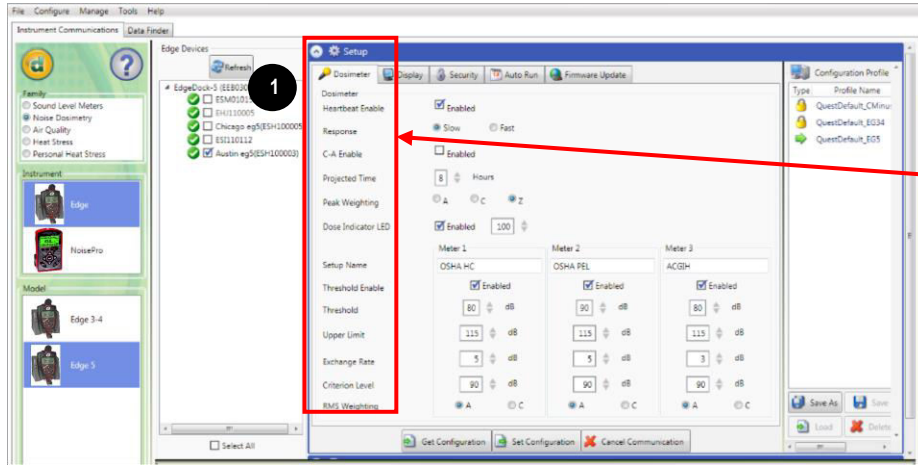 File Configure Manage Tools Help
Instrument Communications Data Finder
d ?
Family
Sound Level Meters
Noise Dosimetry
Air Quality
Heat Stress
Personal Heat Stress
Instrument
Edge
NoisePro
Model
Edge 3-4
Edge 5
Edge Devices
Refresh
1
EdgeDock-5
EHJ110005
Chicago eg5(ESH100005
ESI110112
Austin eg5(ESH100003)
Select All
Setup
Dosimeter Display Security Auto Run Firmware Update
Dosimeter
Heartbeat Enable Enabled
Response Slow Fast
C-A Enable Enabled
Projected Time 8 Hours
Peak Weighting A C Z
Dose Indicator LED Enabled 100
Meter 1 Meter 2 Meter 3
Setup Name OSHA HC OSHA PEL ACGIH
Threshold Enable Enabled Enabled Enabled
Threshold 80 dB 90 dB 80 dB
Upper Limit 115 dB 115 dB 115 dB
Exchange Rate 5 dB 5 dB 3 dB
Criterion Level 90 dB 90 dB 90 dB
RMS Weighting A C A C A C
Get Configuration Set Configuration Cancel Communication
Configuration Profile
Type Profile Name
QuestDefault_CMinu
QuestDefault_EG34
QuestDefault_EG5
Save As Save
Load Delete